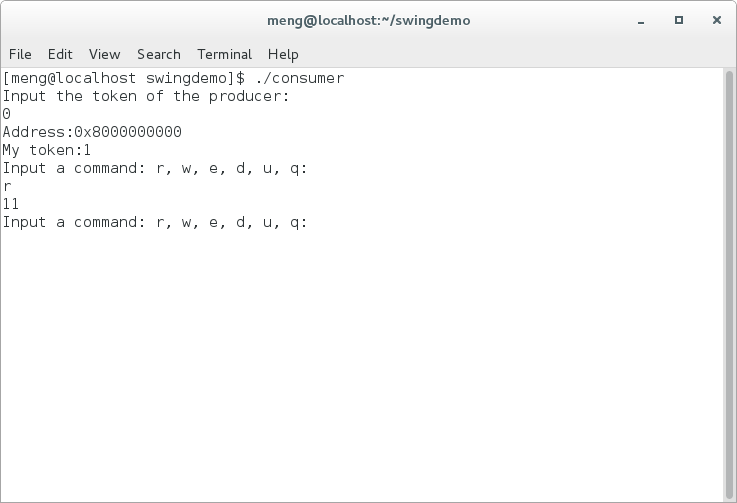 meng@localhost:~/swingdemo
File Edit View Search Terminal Help
[meng@localhost swingdemo]$ ./consumer
Input the token of the producer:
0
Address:0x8000000000
My token:1
Input a command: r, w, e, d, u, q:
r
11
Input a command: r, w, e, d, u, q: